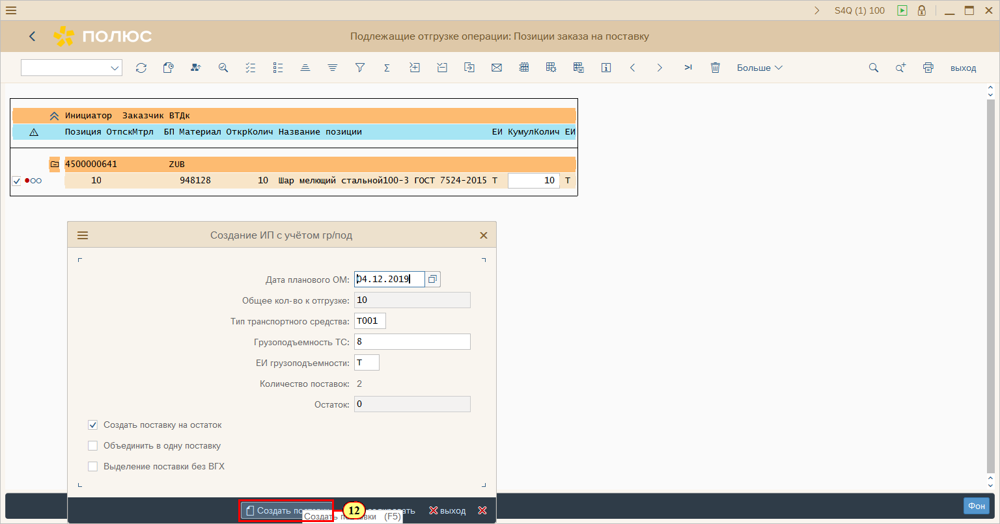 S4Q (1) 100
ПОЛЮС
Подлежащие отгрузке операции: Позиции заказа на поставку
Больше
выход
Инициатор Заказчик ВТДк
Позиция ОтпскМтрл БП Материал ОткрКолич Название позиции ЕИ КумулКолич ЕИ
4500000641 ZUB
10 948128 10 Шар мелющий стальной100-3 ГОСТ 7524-2015 Т 10 Т
Создание ИП с учётом гр/под
Дата планового ОМ: 04.12.2019
Общее кол-во к отгрузке: 10
Тип транспортного средства: T001
Грузоподъемность ТС: 8
ЕИ грузоподъемности: Т
Количество поставок: 2
Остаток: 0
Создать поставку на остаток
Объединить в одну поставку
Выделение поставки без ВГХ
Создать поставки 12 выход
Создать поставки (F5)
Фон